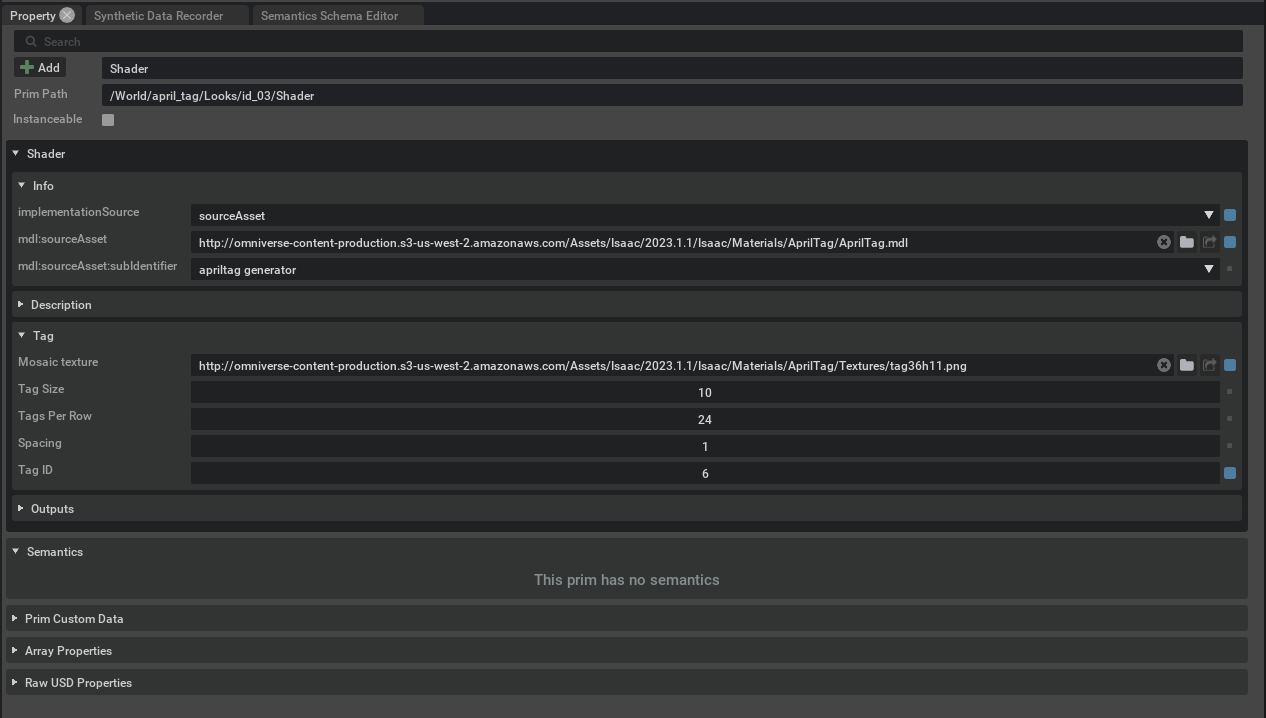 Property Synthetic Data Recorder Semantics Schema Editor
Search
Add Shader
Prim Path /World/april_tag/Looks/id_03/Shader
Instanceable
Shader
Info
implementationSource sourceAsset
mdl:sourceAsset http://omniverse-content-production.s3-us-west-2.amazonaws.com/Assets/Isaac/2023.1.1/Isaac/Materials/AprilTag/AprilTag.mdl
mdl:sourceAsset:subIdentifier apriltag generator
Description
Tag
Mosaic texture http://omniverse-content-production.s3-us-west-2.amazonaws.com/Assets/Isaac/2023.1.1/Isaac/Materials/AprilTag/Textures/tag36h11.png
Tag Size 10
Tags Per Row 24
Spacing 1
Tag ID 6
Outputs
Semantics
This prim has no semantics
Prim Custom Data
Array Properties
Raw USD Properties